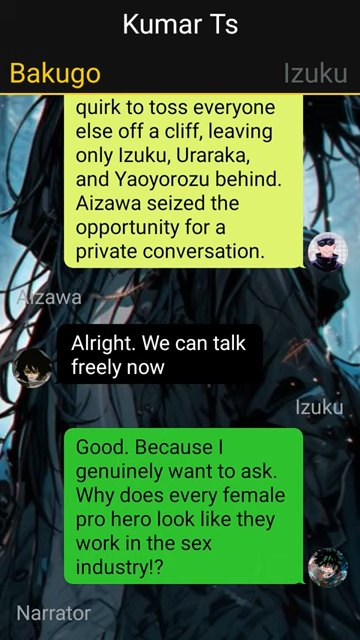 Kumar Ts
Bakugo
Izuku
quirk to toss everyone
else off a cliff, leaving
only Izuku, Uraraka,
and Yaoyorozu behind.
Aizawa seized the
opportunity for a
private conversation.
Aizawa
Alright. We can talk
freely now
Izuku
Good. Because I
genuinely want to ask.
Why does every female
pro hero look like they
work in the sex
industry!?
Narrator